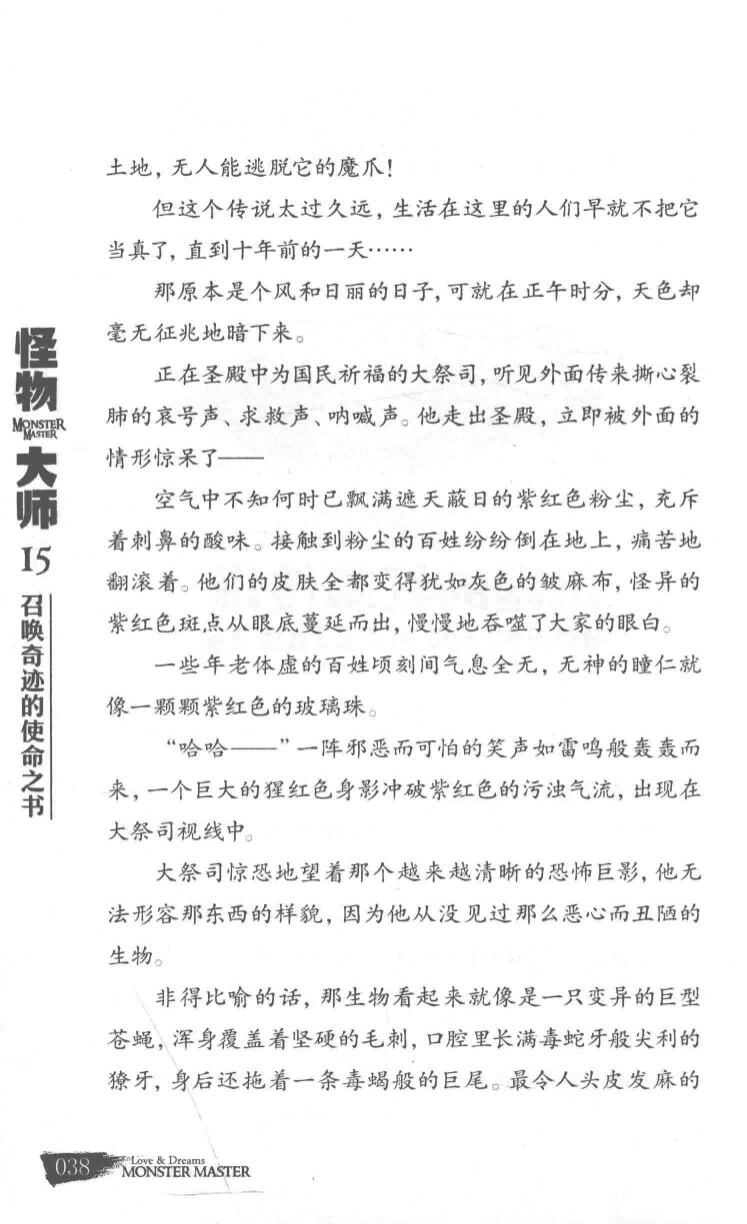 土地，无人能逃脱它的魔爪！
但这个传说太过久远，生活在这里的人们早就不把它
当真了，直到十年前的一天……
那原本是个风和日丽的日子，可就在正午时分，天色却
毫无征兆地暗下来。
正在圣殿中为国民祈福的大祭司，听见外面传来撕心裂
肺的哀号声、求救声、呐喊声。他走出圣殿，立即被外面的
情形惊呆了——
空气中不知何时已飘满遮天蔽日的紫红色粉尘，充斥
着刺鼻的酸味。接触到粉尘的百姓纷纷倒在地上，痛苦地
翻滚着。他们的皮肤全都变得犹如灰色的皱麻布，怪异的
紫红色斑点从眼底蔓延而出，慢慢地吞噬了大家的眼白。
一些年老体虚的百姓顷刻间气息全无，无神的瞳仁就
像一颗颗紫红色的玻璃珠。
“哈哈——”一阵邪恶而可怕的笑声如雷鸣般轰轰而
来，一个巨大的猩红色身影冲破紫红色的污浊气流，出现在
大祭司视线中。
大祭司惊恐地望着那个越来越清晰的恐怖巨影，他无
法形容那东西的样貌，因为他从没见过那么恶心而丑陋的
生物。
非得比喻的话，那生物看起来就像是一只变异的巨型
苍蝇，浑身覆盖着坚硬的毛刺，口腔里长满毒蛇牙般尖利的
獠牙，身后还拖着一条毒蝎般的巨尾。最令人头皮发麻的
怪物
MONSTER
MASTER
大师
15
召唤奇迹的使命之书
038
Love & Dreams
MONSTER MASTER